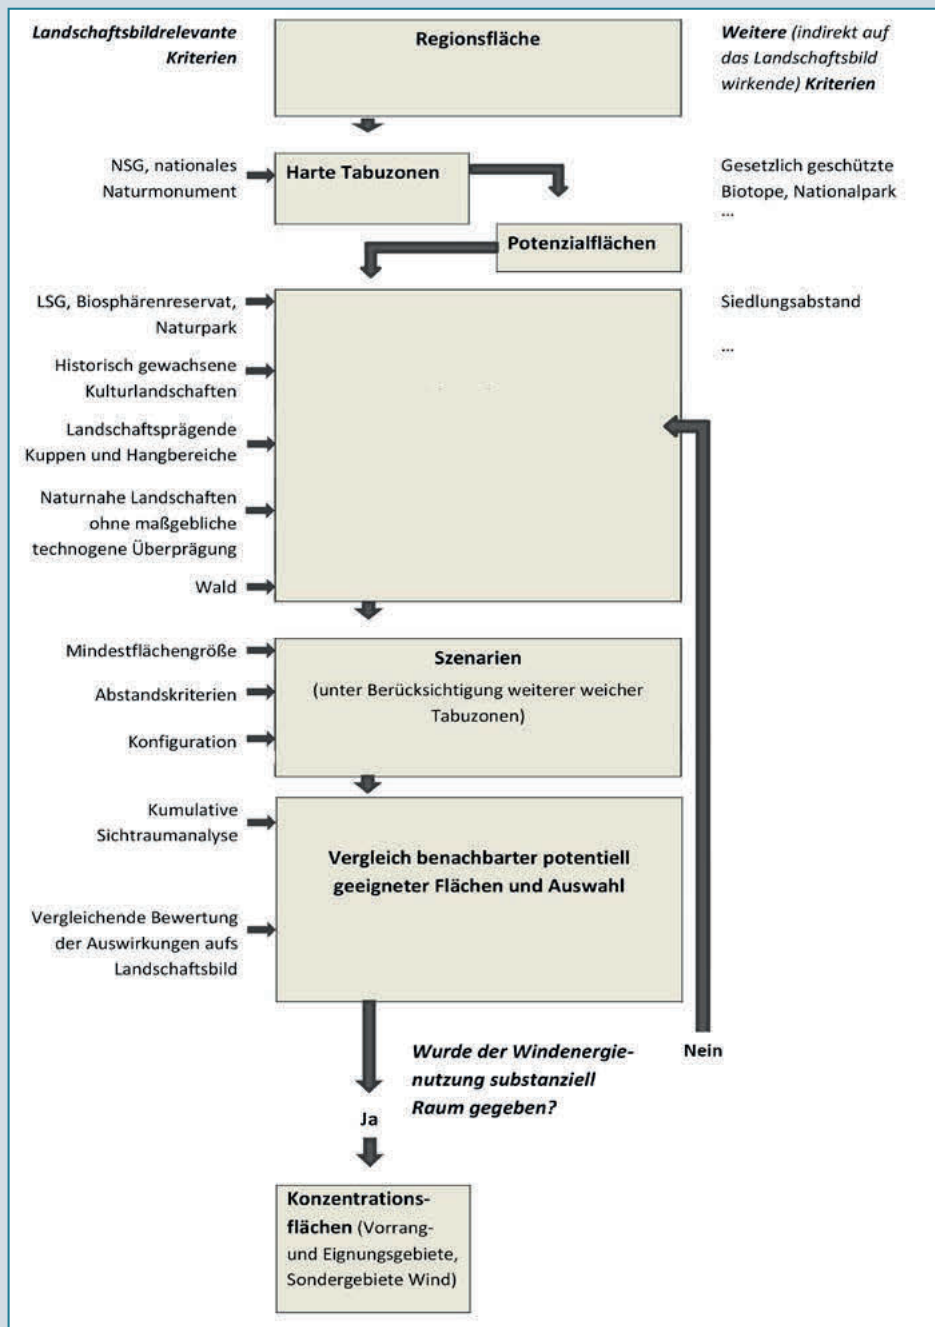 Landschaftsbildrelevante
Kriterien
Regionsfläche
Weitere (indirekt auf
das Landschaftsbild
wirkende) Kriterien
NSG, nationales
Naturmonument
Harte Tabuzonen
Gesetzlich geschützte
Biotope, Nationalpark
...
Potenzialflächen
LSG, Biosphärenreservat,
Naturpark
Siedlungsabstand
...
Historisch gewachsene
Kulturlandschaften
Landschaftsprägende
Kuppen und Hangbereiche
Naturnahe Landschaften
ohne maßgebliche
technogene Überprägung
Wald
Mindestflächengröße
Abstandskriterien
Konfiguration
Szenarien
(unter Berücksichtigung weiterer weicher
Tabuzonen)
Kumulative
Sichtraumanalyse
Vergleich benachbarter potentiell
geeigneter Flächen und Auswahl
Vergleichende Bewertung
der Auswirkungen aufs
Landschaftsbild
Wurde der Windenergie-
nutzung substanziell
Raum gegeben?
Nein
Ja
Konzentrations-
flächen (Vorrang-
und Eignungsgebiete,
Sondergebiete Wind)